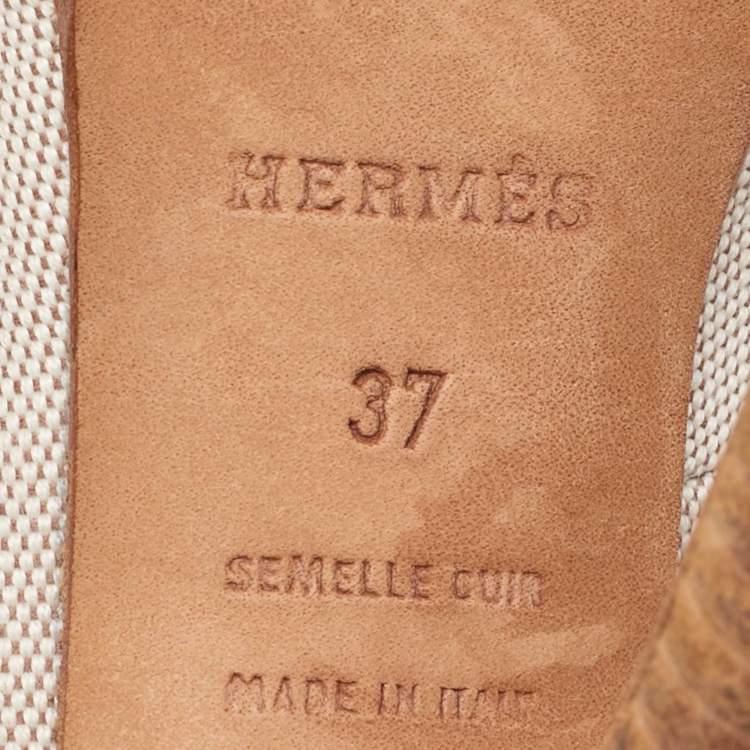 HERMÈS
37
SEMELLE CUIR
MADE IN ITALY